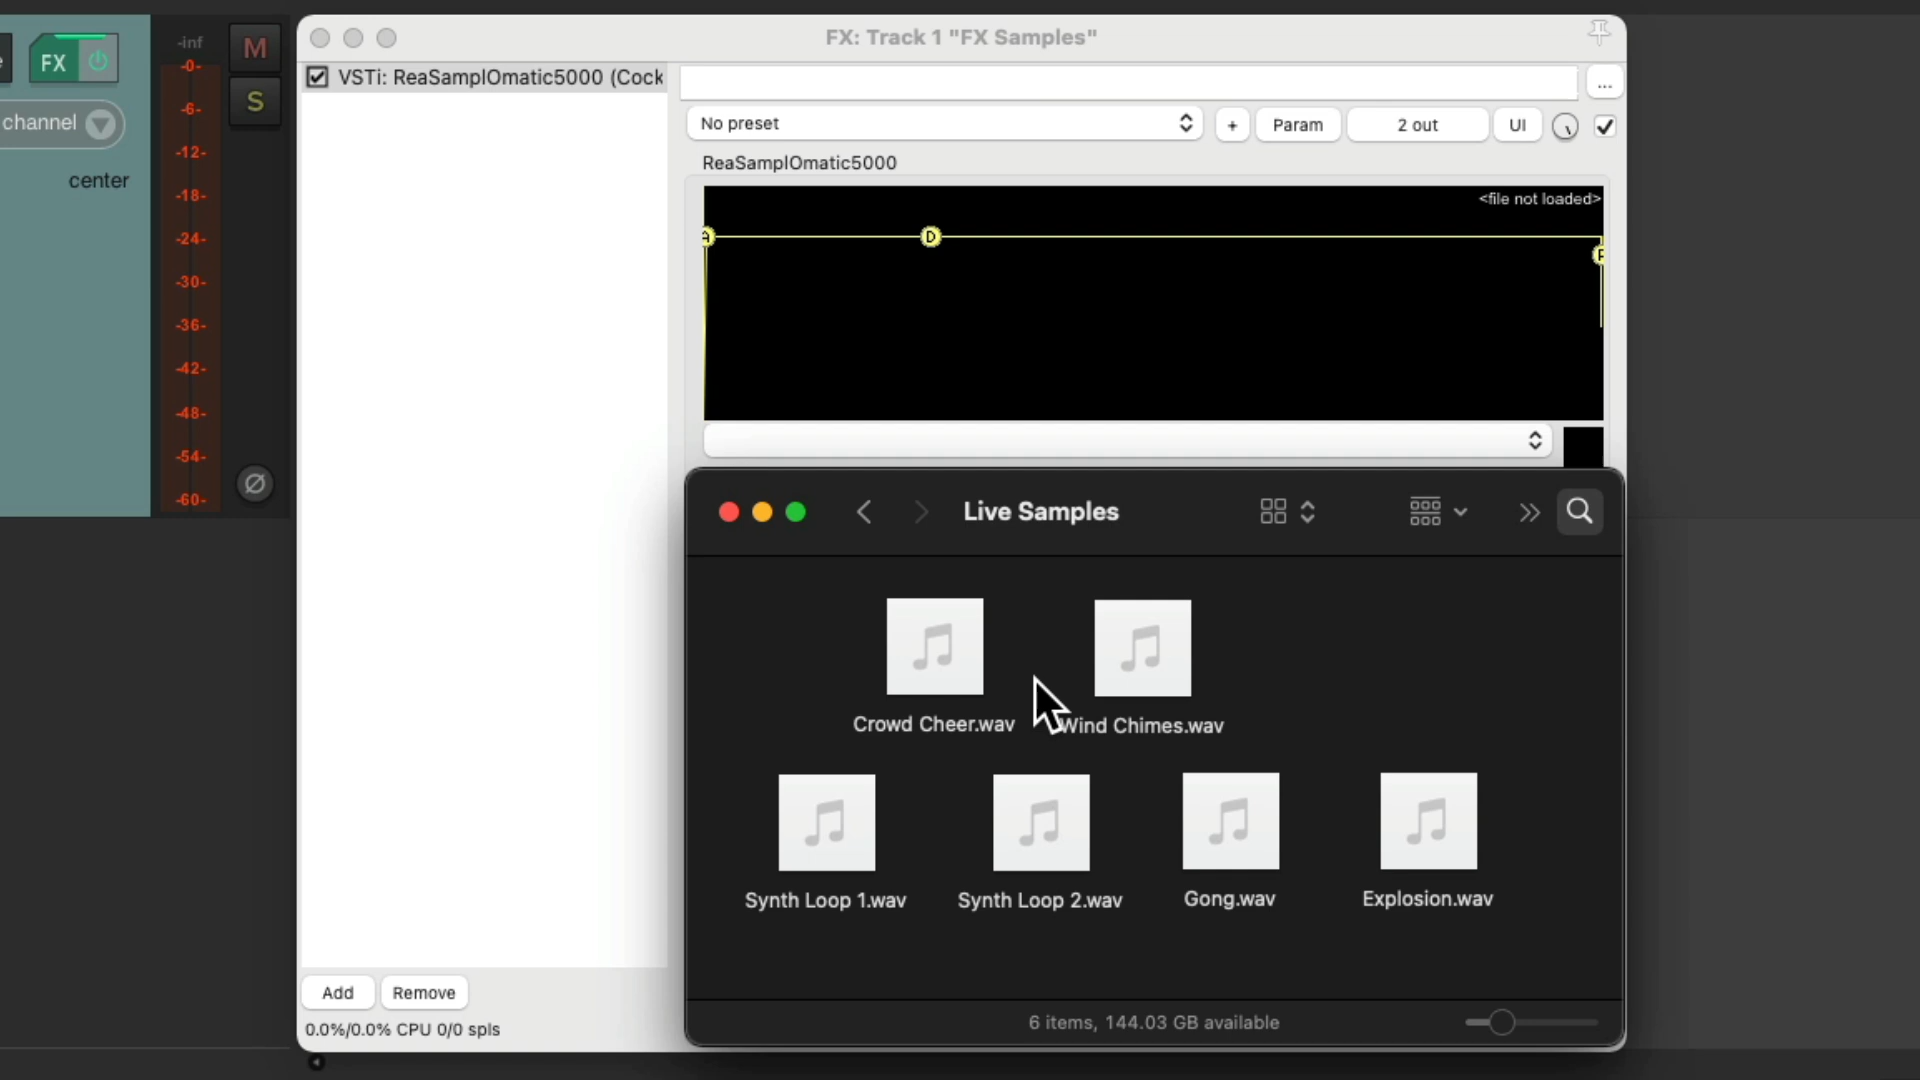 FX
channel
center
-inf
-0-
-6-
-12-
-18-
-24-
-30-
-36-
-42-
-48-
-54-
-60-
M
S
FX: Track 1 "FX Samples"
VSTi: ReaSamplOmatic5000 (Cock
...
No preset
+
Param
2 out
UI
ReaSamplOmatic5000
<file not loaded>
A
D
Live Samples
Crowd Cheer.wav
Wind Chimes.wav
Synth Loop 1.wav
Synth Loop 2.wav
Gong.wav
Explosion.wav
6 items, 144.03 GB available
Add
Remove
0.0%/0.0% CPU 0/0 spls